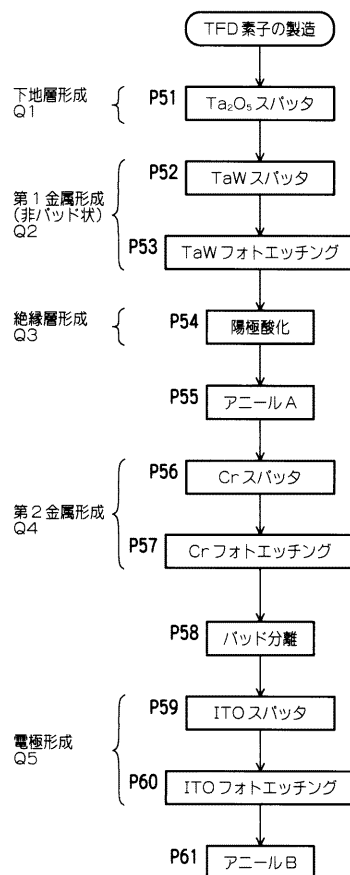 TFD素子の製造
下地層形成
Q1
P51
Ta₂O₅スパッタ
第1金属形成
(非パッド状)
Q2
P52
TaWスパッタ
P53
TaWフォトエッチング
絶縁層形成
Q3
P54
陽極酸化
P55
アニールA
第2金属形成
Q4
P56
Crスパッタ
P57
Crフォトエッチング
P58
パッド分離
電極形成
Q5
P59
ITOスパッタ
P60
ITOフォトエッチング
P61
アニールB